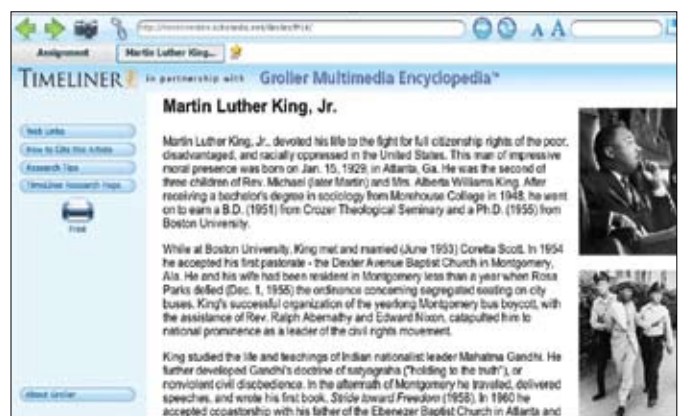 Assignment
Martin Luther King...
A A
TIMELINER in partnership with Grolier Multimedia Encyclopedia™
Web Links
How to Cite this Article
Research Tips
TimeLiner Research Page
Print
About Grolier
Martin Luther King, Jr.
Martin Luther King, Jr., devoted his life to the fight for full citizenship rights of the poor,
disadvantaged, and racially oppressed in the United States. This man of impressive
moral presence was born on Jan. 15, 1929, in Atlanta, Ga. He was the second of
three children of Rev. Michael (later Martin) and Mrs. Alberta Williams King. After
receiving a bachelor's degree in sociology from Morehouse College in 1948, he went
on to earn a B.D. (1951) from Crozer Theological Seminary and a Ph.D. (1955) from
Boston University.
While at Boston University, King met and married (June 1953) Coretta Scott. In 1954
he accepted his first pastorate - the Dexter Avenue Baptist Church in Montgomery,
Ala. He and his wife had been resident in Montgomery less than a year when Rosa
Parks defied (Dec. 1, 1955) the ordinance concerning segregated seating on city
buses. King's successful organization of the yearlong Montgomery bus boycott, with
the assistance of Rev. Ralph Abernathy and Edward Nixon, catapulted him to
national prominence as a leader of the civil rights movement.
King studied the life and teachings of Indian nationalist leader Mahatma Gandhi. He
further developed Gandhi's doctrine of satyagraha ("holding to the truth"), or
nonviolent civil disobedience. In the aftermath of Montgomery he traveled, delivered
speeches, and wrote his first book, Stride toward Freedom (1958). In 1960 he
accepted copastorship with his father of the Ebenezer Baptist Church in Atlanta and